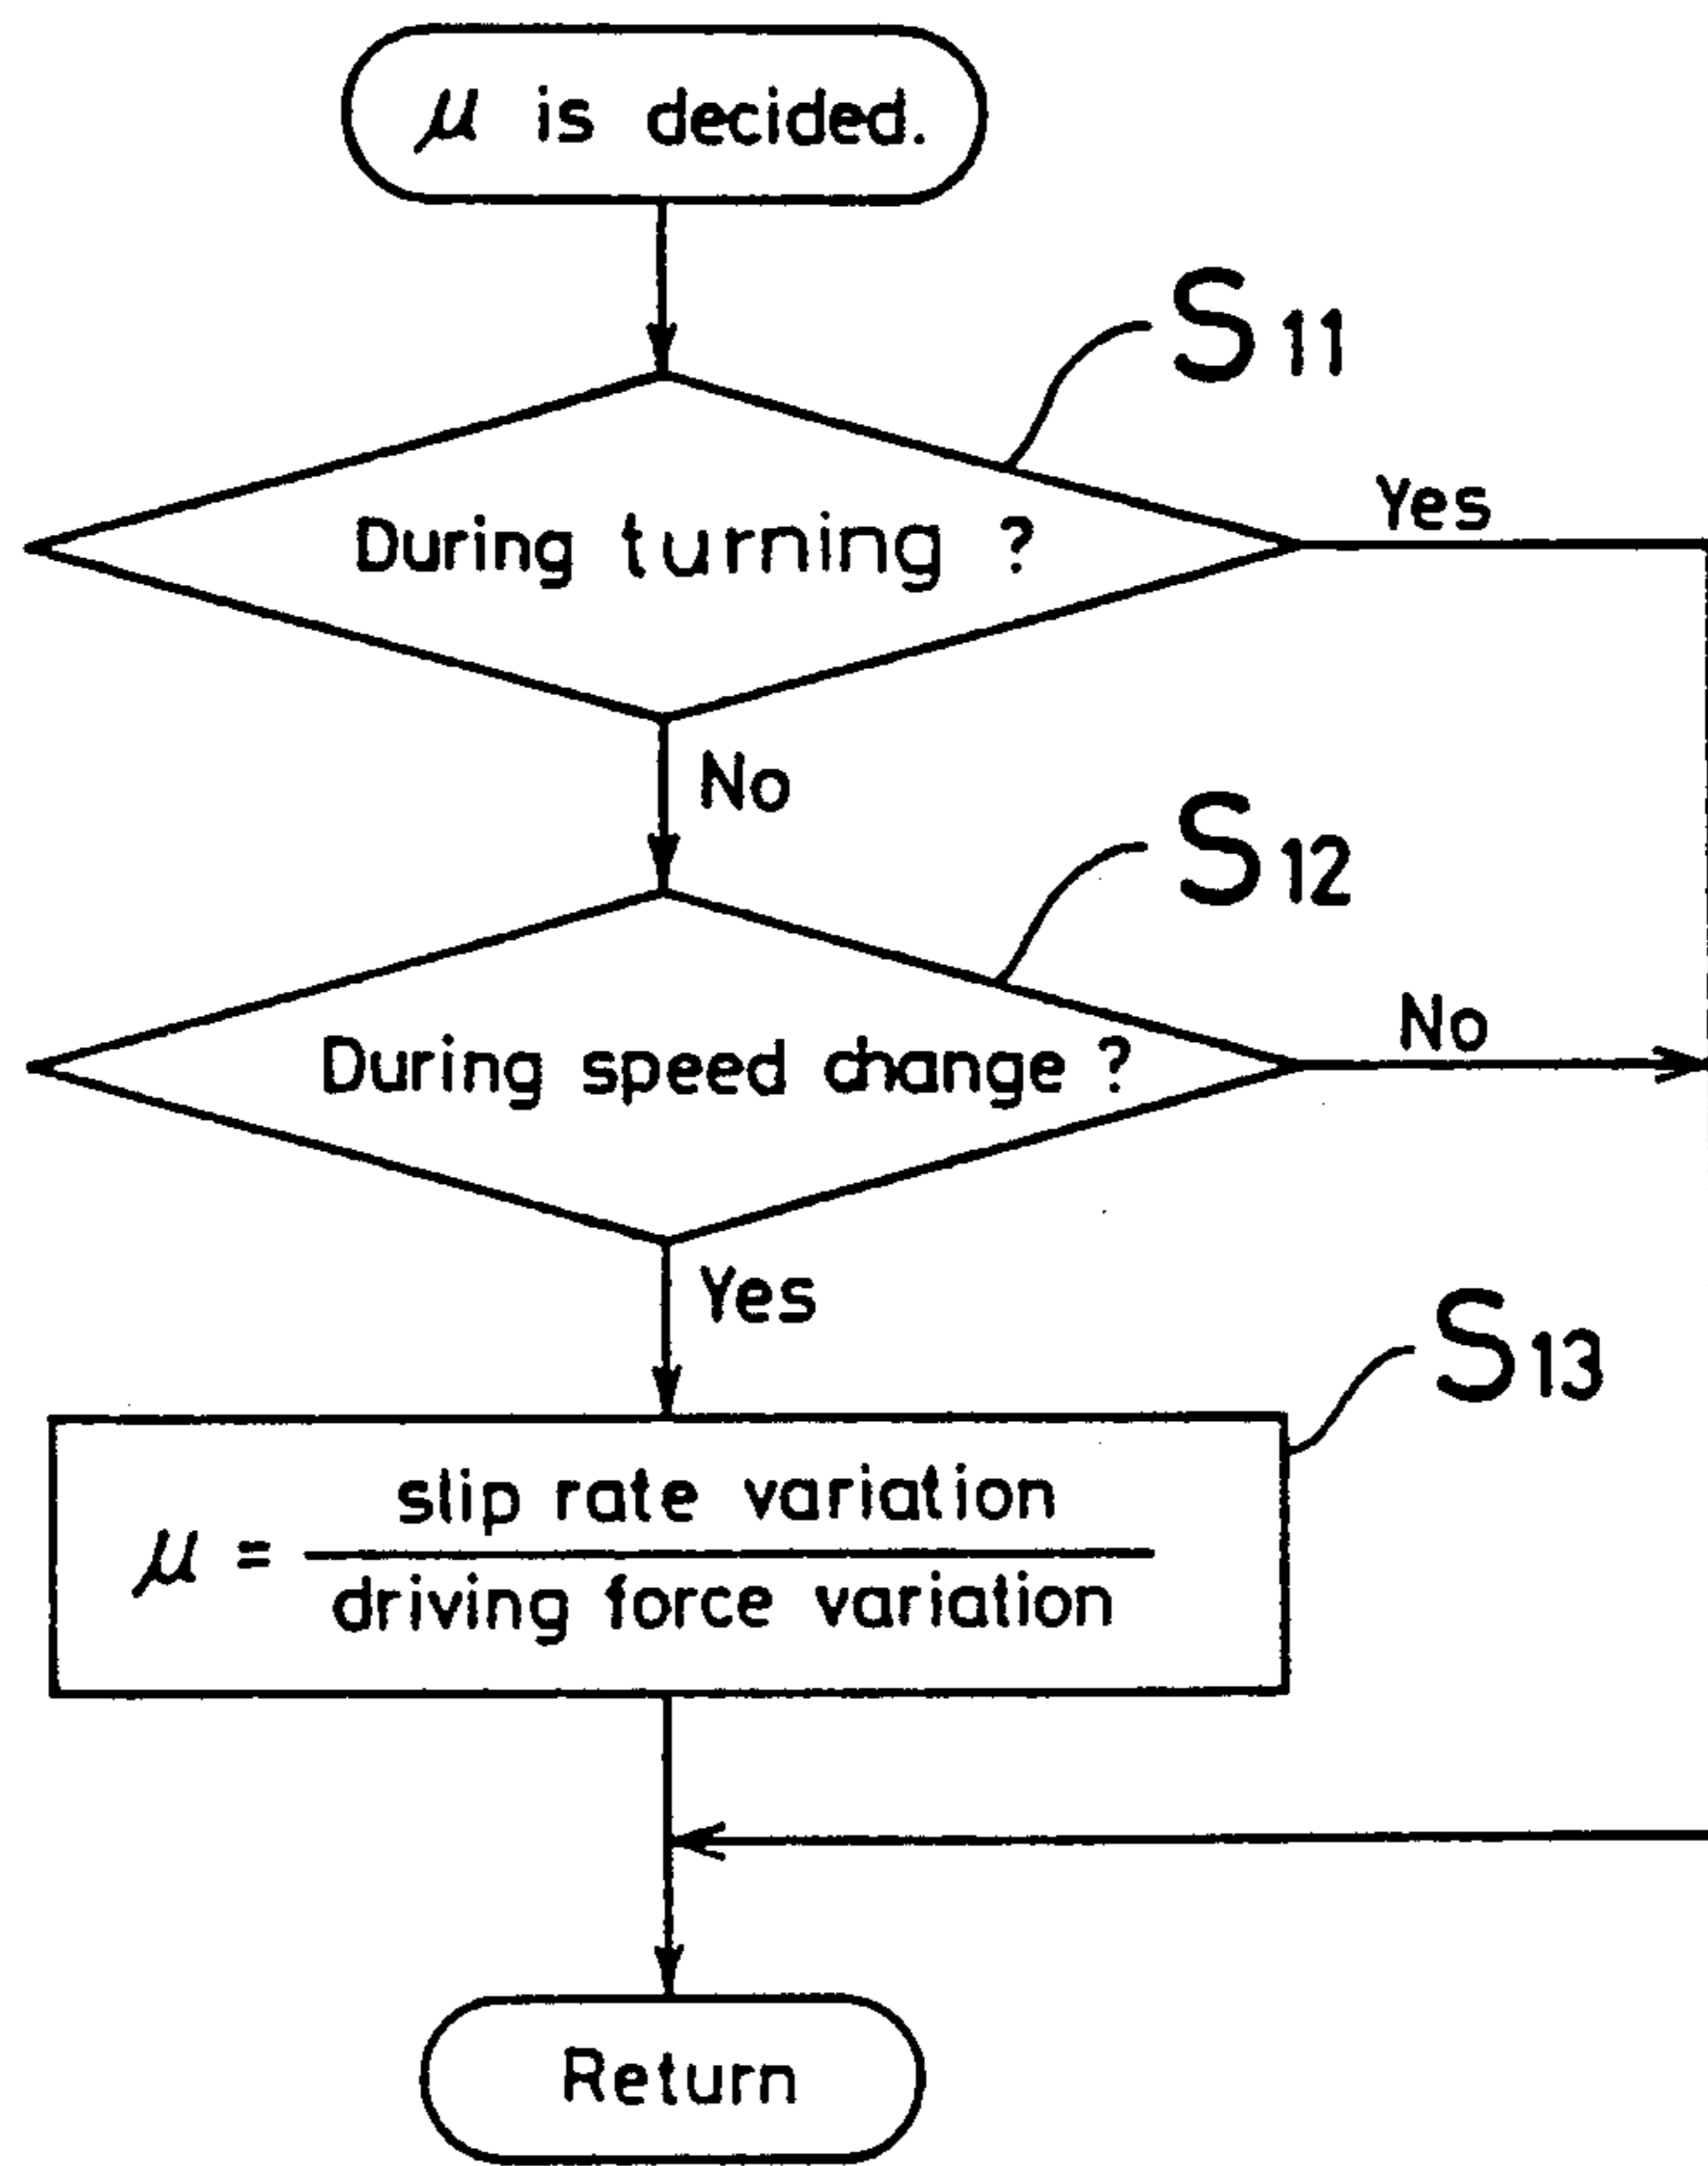 μ is decided.
S11
During turning ?
Yes
No
S12
During speed change ?
No
Yes
S13
μ = slip rate variation
driving force variation
Return